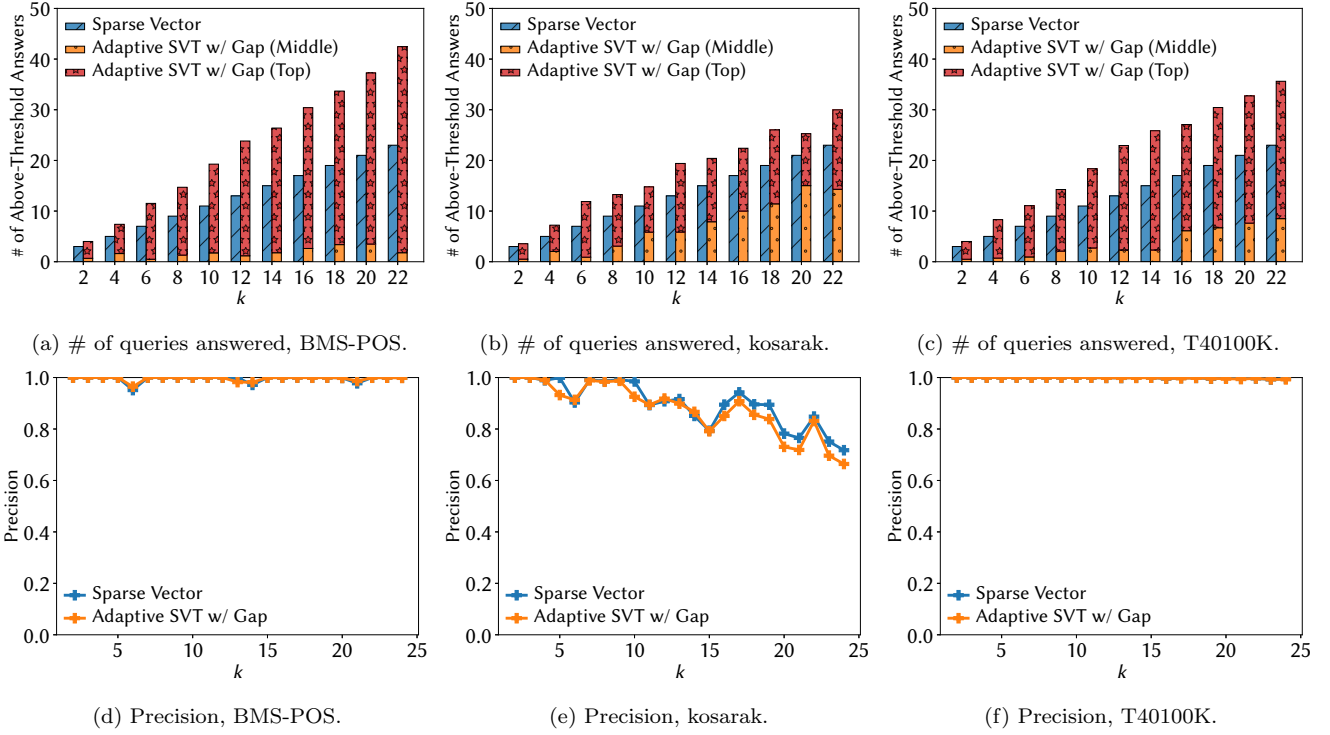 # of Above-Threshold Answers
50
40
30
20
10
0
Sparse Vector
Adaptive SVT w/ Gap (Middle)
Adaptive SVT w/ Gap (Top)
2 4 6 8 10 12 14 16 18 20 22
k
(a) # of queries answered, BMS-POS.
# of Above-Threshold Answers
50
40
30
20
10
0
Sparse Vector
Adaptive SVT w/ Gap (Middle)
Adaptive SVT w/ Gap (Top)
2 4 6 8 10 12 14 16 18 20 22
k
(b) # of queries answered, kosarak.
# of Above-Threshold Answers
50
40
30
20
10
0
Sparse Vector
Adaptive SVT w/ Gap (Middle)
Adaptive SVT w/ Gap (Top)
2 4 6 8 10 12 14 16 18 20 22
k
(c) # of queries answered, T40100K.
Precision
1.0
0.8
0.6
0.4
0.2
0.0
Sparse Vector
Adaptive SVT w/ Gap
5 10 15 20 25
k
(d) Precision, BMS-POS.
Precision
1.0
0.8
0.6
0.4
0.2
0.0
Sparse Vector
Adaptive SVT w/ Gap
5 10 15 20 25
k
(e) Precision, kosarak.
Precision
1.0
0.8
0.6
0.4
0.2
0.0
Sparse Vector
Adaptive SVT w/ Gap
5 10 15 20 25
k
(f) Precision, T40100K.